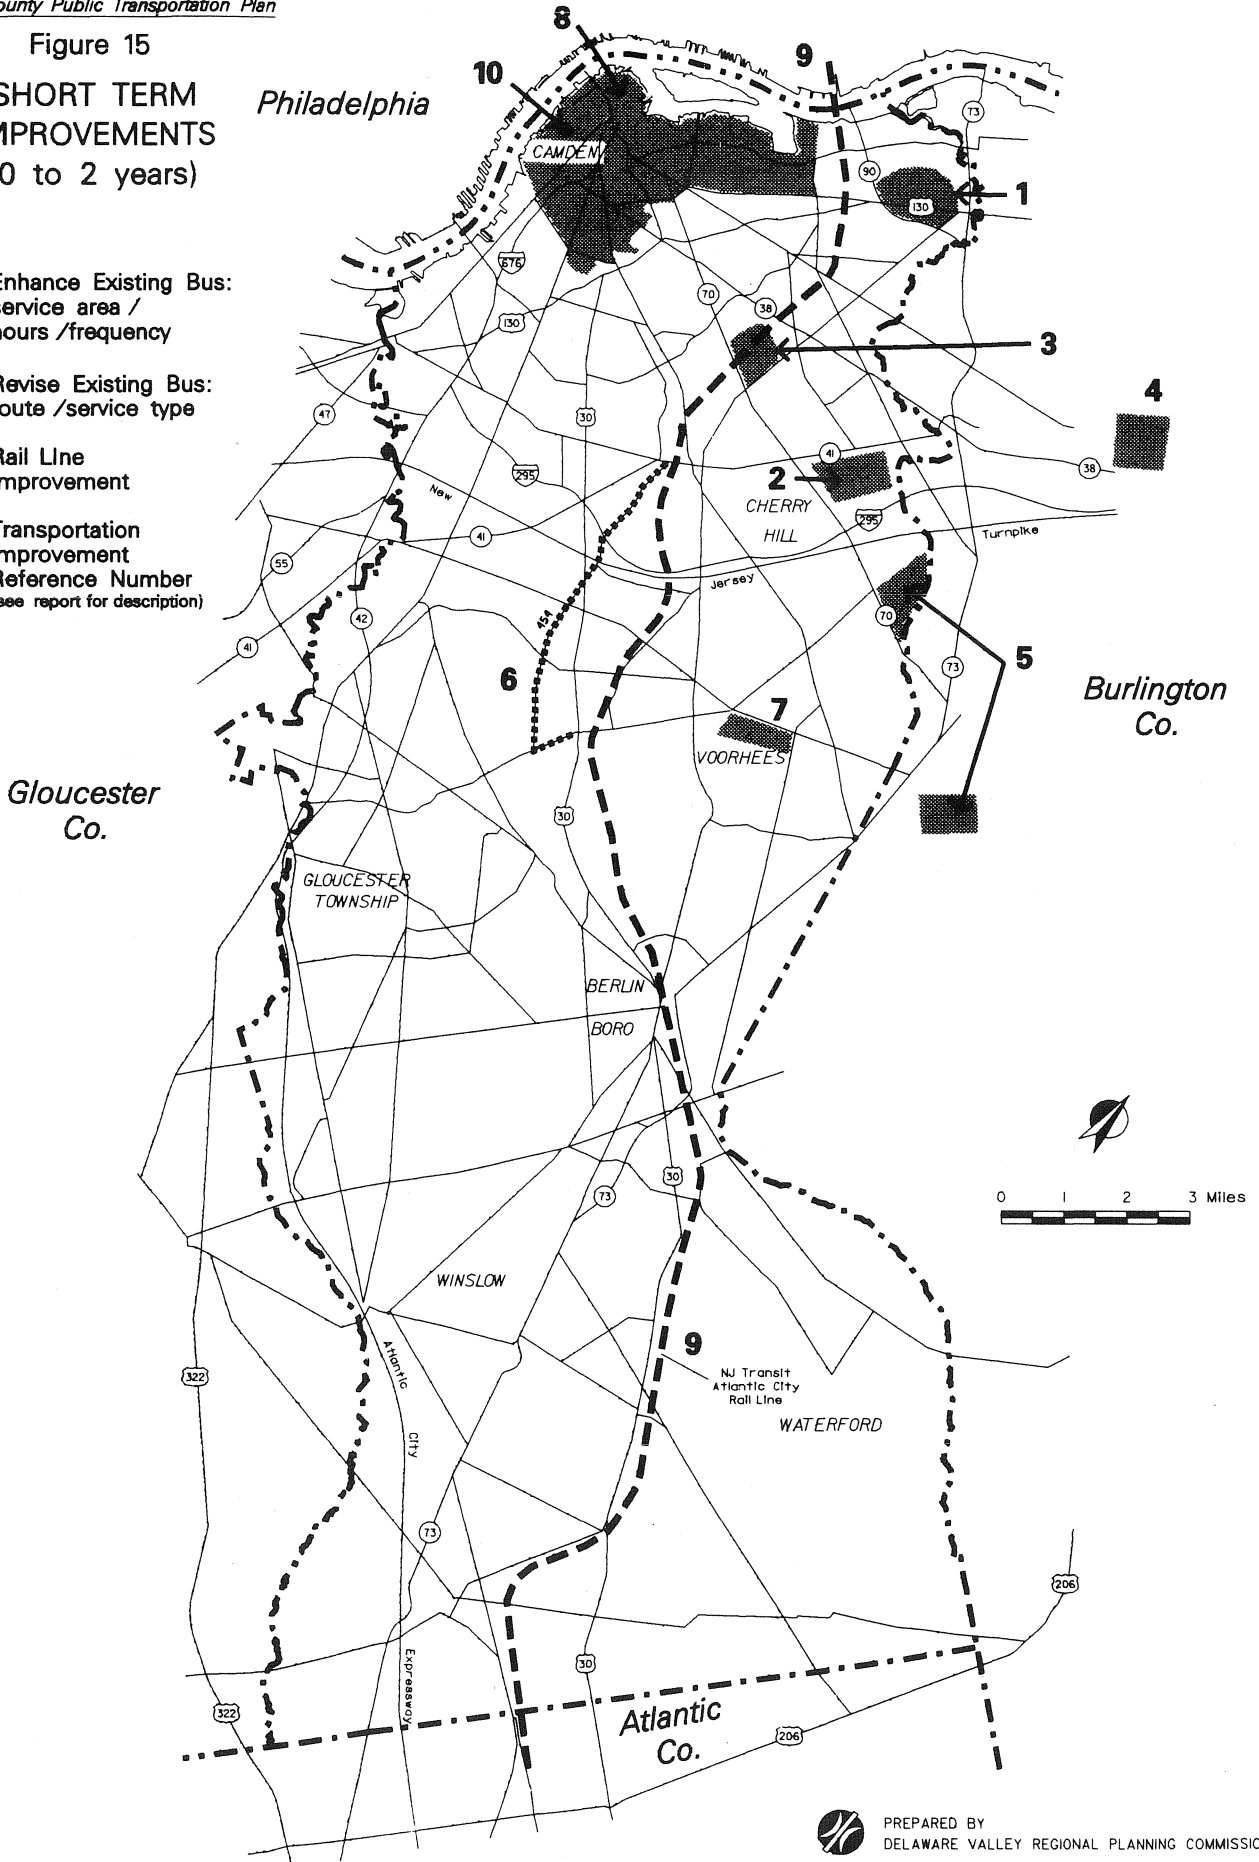 ounty Public Transportation Plan
Figure 15
SHORT TERM
MPROVEMENTS
0 to 2 years)
Enhance Existing Bus:
service area /
hours /frequency
Revise Existing Bus:
route /service type
Rail Line
mprovement
Transportation
mprovement
Reference Number
see report for description)
Philadelphia
8
9
10
CAMDEN
73
90
1
130
676
70
38
130
3
47
30
4
41
38
2
295
New
CHERRY
HILL
295
Turnpike
41
55
Jersey
454
42
70
41
5
73
6
Burlington
Co.
7
VOORHEES
Gloucester
Co.
30
GLOUCESTER
TOWNSHIP
BERLIN
BORO
30
73
0 1 2 3 Miles
WINSLOW
9
Atlantic
City
Expressway
322
NJ Transit
Atlantic City
Rail Line
WATERFORD
73
206
30
322
Atlantic
Co.
206
PREPARED BY
DELAWARE VALLEY REGIONAL PLANNING COMMISSIO